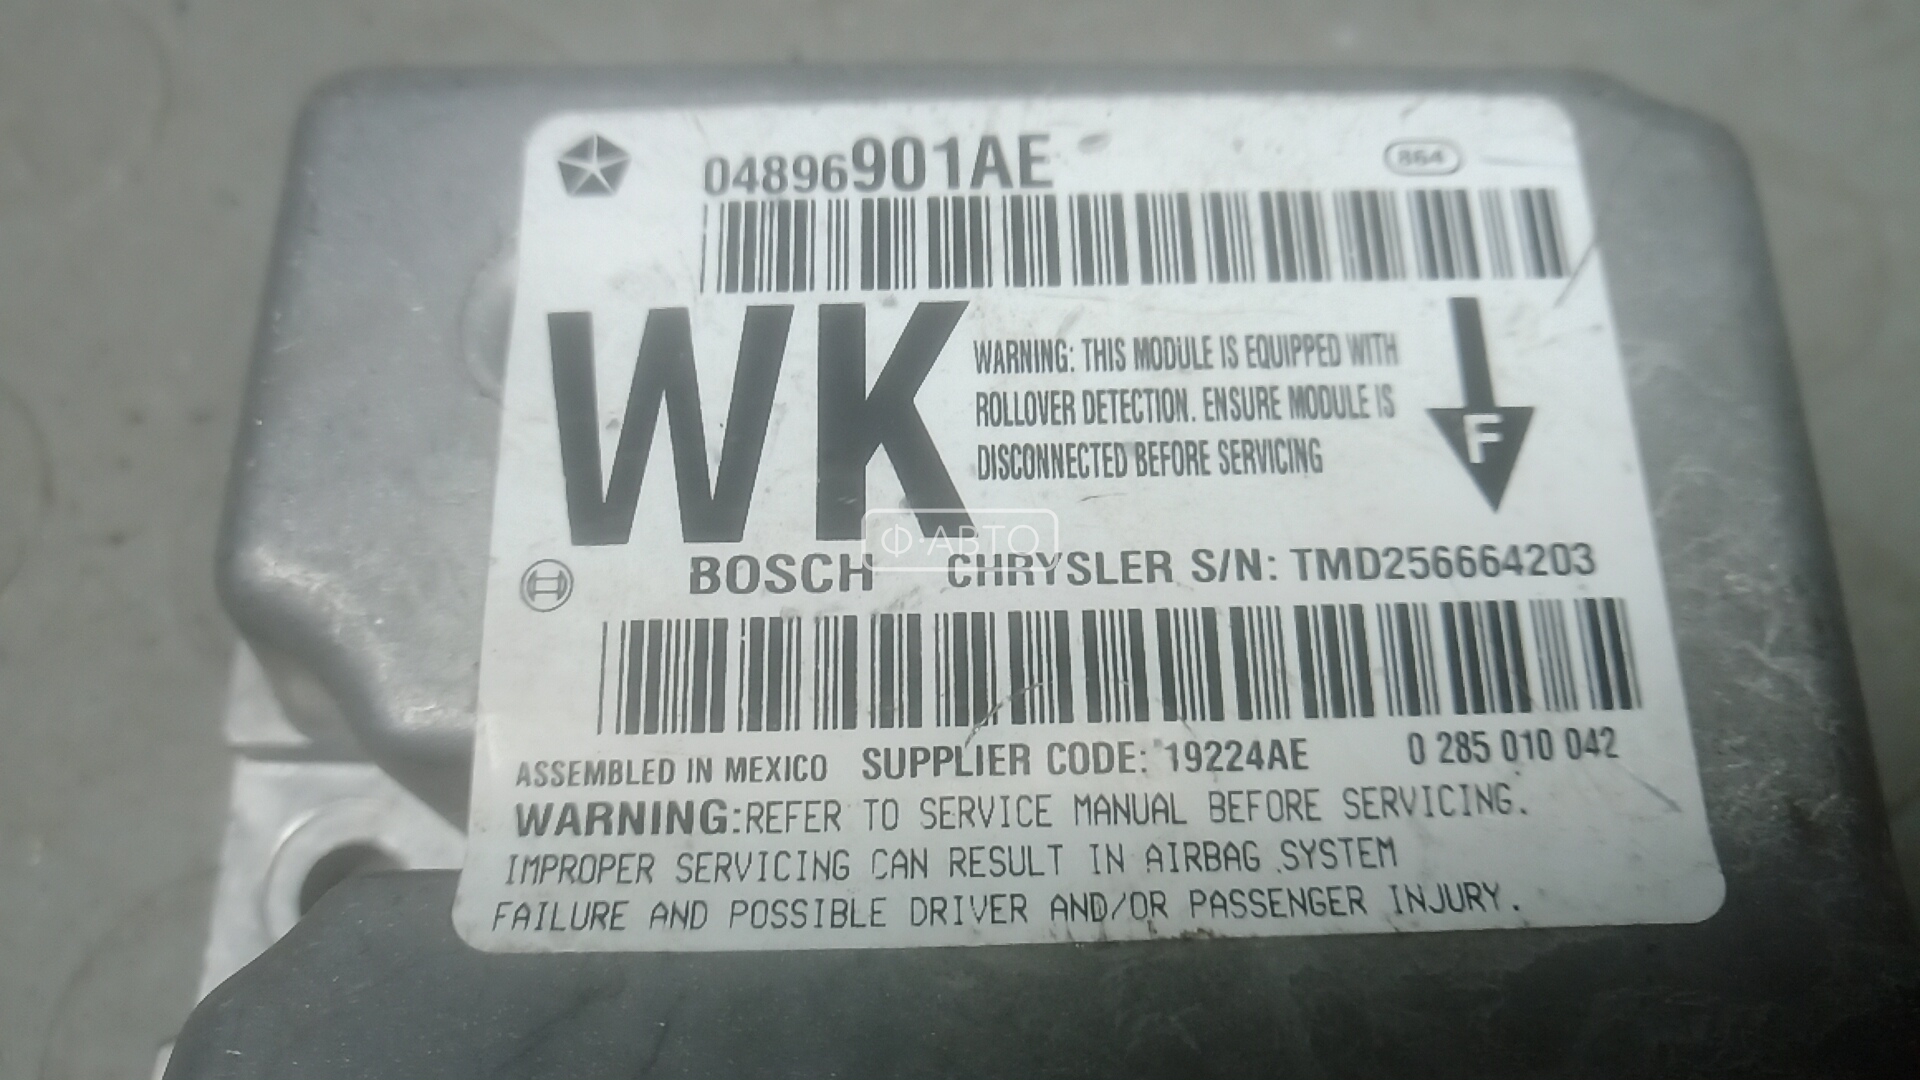 04896901AE
864
WK
WARNING: THIS MODULE IS EQUIPPED WITH
ROLLOVER DETECTION. ENSURE MODULE IS
DISCONNECTED BEFORE SERVICING
F
Ф·АВТО
BOSCH CHRYSLER S/N: TMD256664203
ASSEMBLED IN MEXICO SUPPLIER CODE: 19224AE 0 285 010 042
WARNING:REFER TO SERVICE MANUAL BEFORE SERVICING.
IMPROPER SERVICING CAN RESULT IN AIRBAG SYSTEM
FAILURE AND POSSIBLE DRIVER AND/OR PASSENGER INJURY.